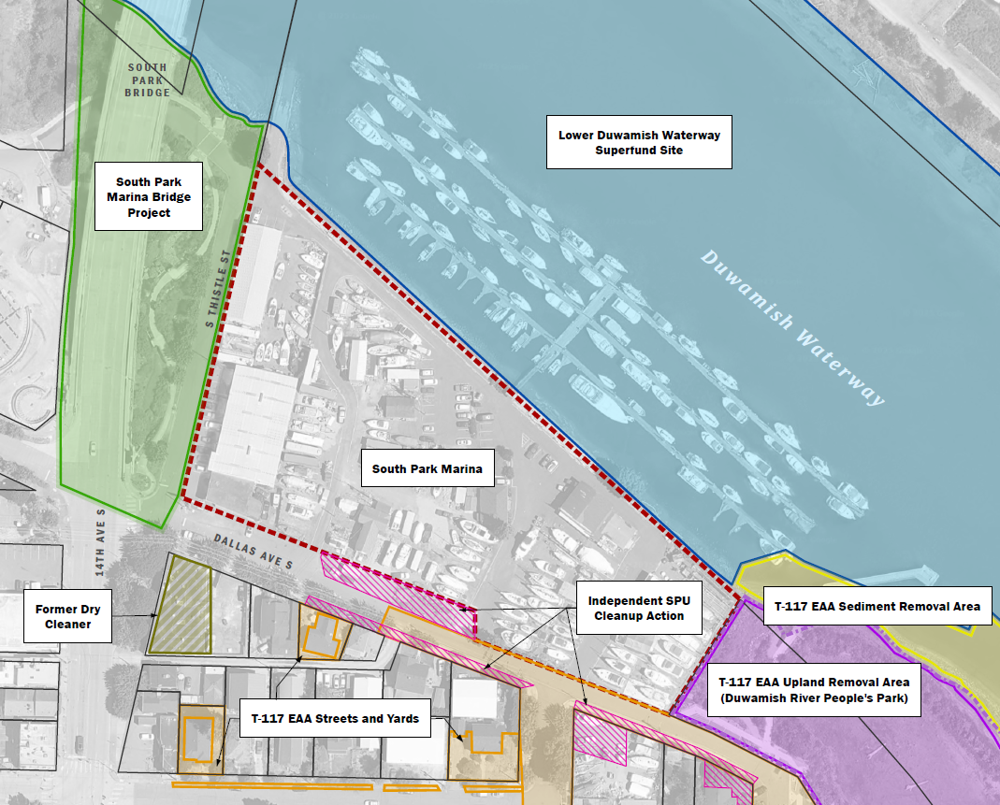 SOUTH
PARK
BRIDGE
Lower Duwamish Waterway
Superfund Site
South Park
Marina Bridge
Project
S THISTLE ST
Duwamish Waterway
South Park Marina
14TH AVE S
DALLAS AVE S
Former Dry
Cleaner
Independent SPU
Cleanup Action
T-117 EAA Sediment Removal Area
T-117 EAA Upland Removal Area
(Duwamish River People's Park)
T-117 EAA Streets and Yards